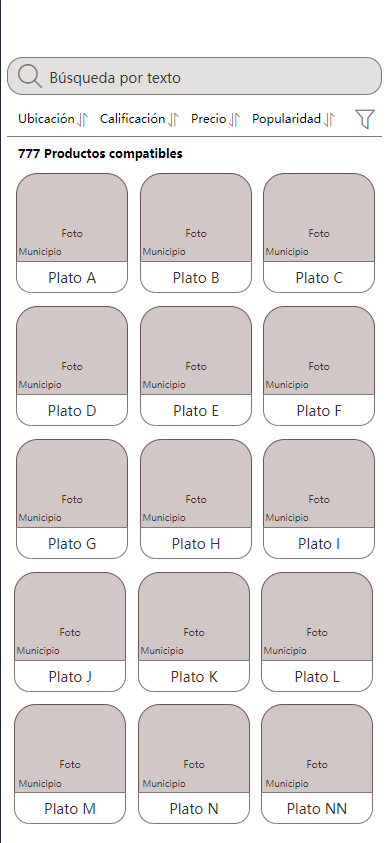 Búsqueda por texto
Ubicación Calificación Precio Popularidad
777 Productos compatibles
Foto Foto Foto
Municipio Municipio Municipio
Plato A Plato B Plato C
Foto Foto Foto
Municipio Municipio Municipio
Plato D Plato E Plato F
Foto Foto Foto
Municipio Municipio Municipio
Plato G Plato H Plato I
Foto Foto Foto
Municipio Municipio Municipio
Plato J Plato K Plato L
Foto Foto Foto
Municipio Municipio Municipio
Plato M Plato N Plato NN